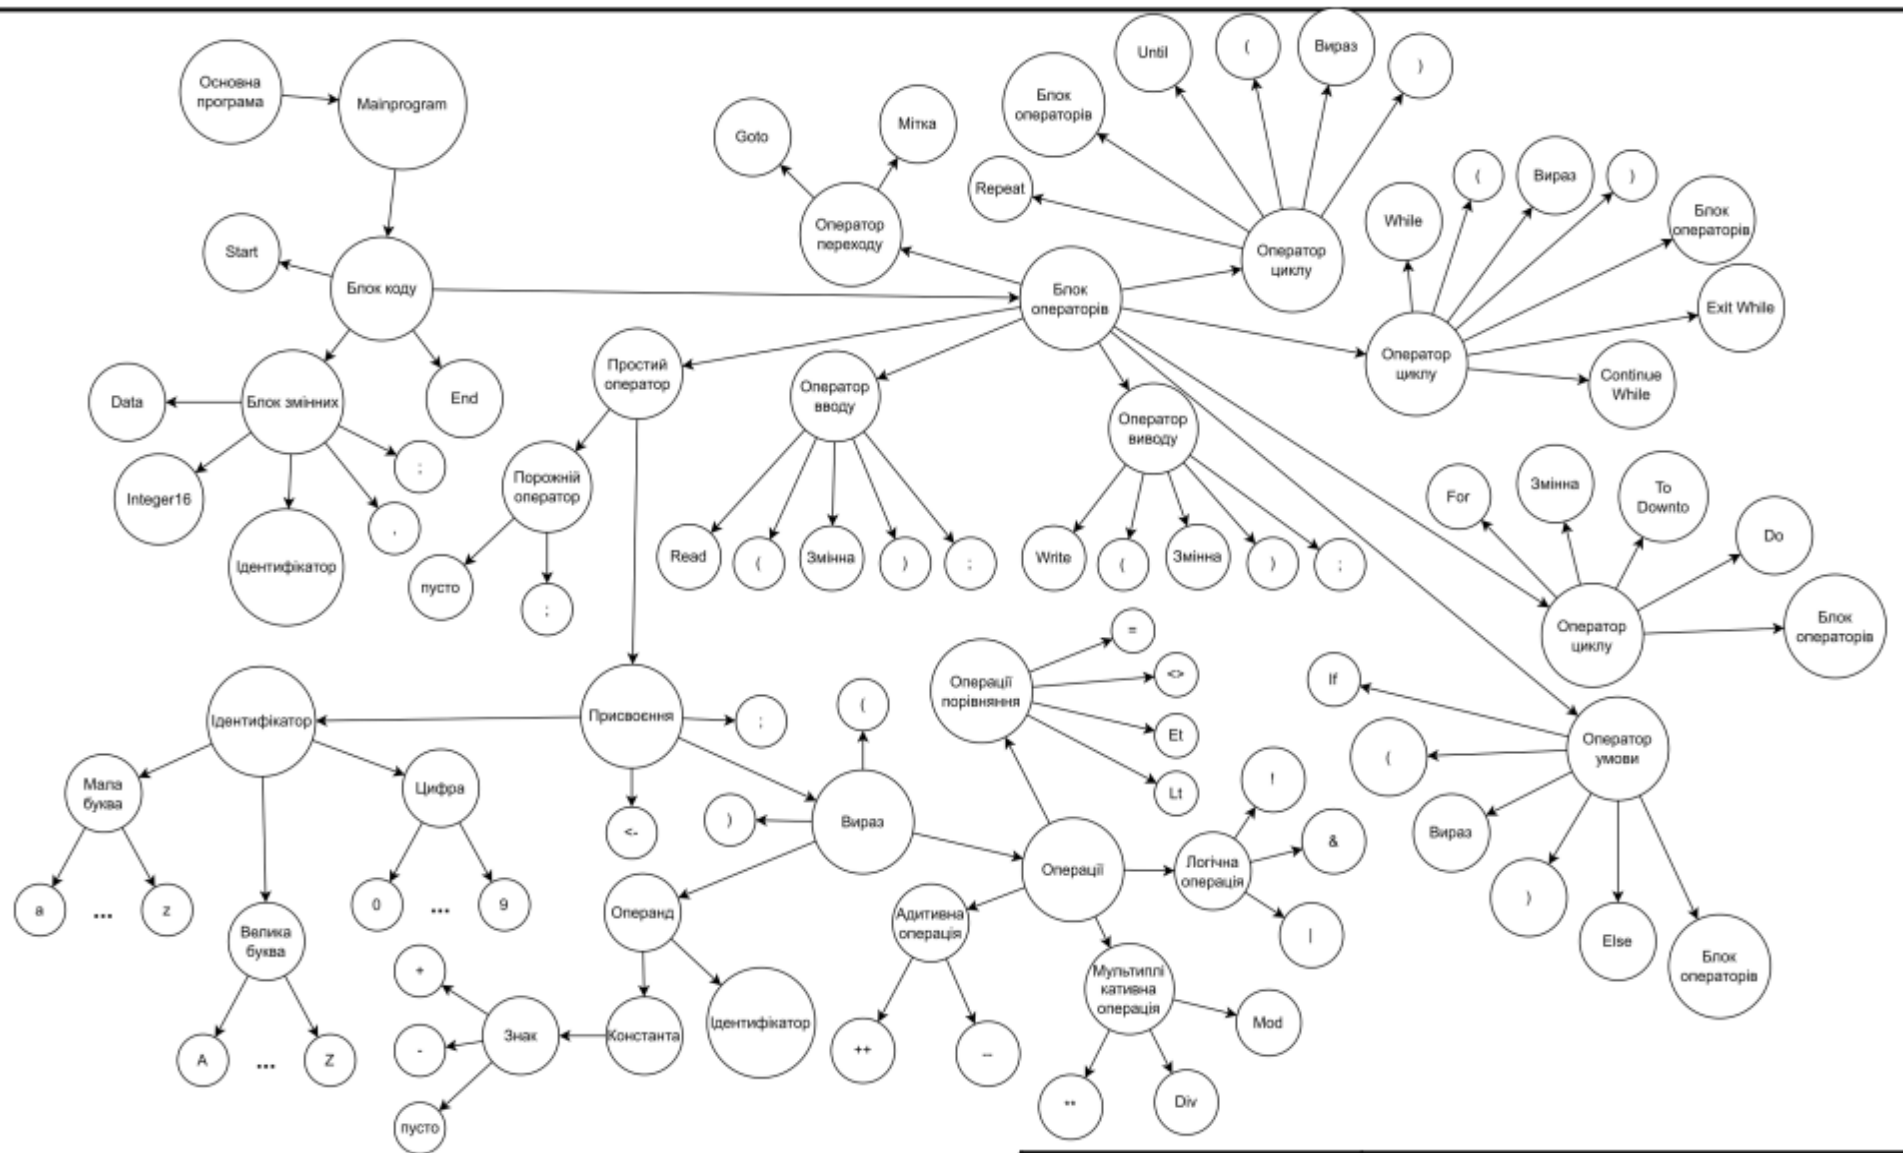 Основна
програма
Mainprogram
Start
Блок коду
Data
Блок змінних
End
Integer16
Ідентифікатор
,
;
Goto
Мітка
Оператор
переходу
Repeat
Блок
операторів
Until
(
Вираз
)
Оператор
циклу
Блок
операторів
While
(
Вираз
)
Блок
операторів
Exit While
Continue
While
Оператор
циклу
Простий
оператор
Порожній
оператор
пусто
;
Оператор
вводу
Read
(
Змінна
)
;
Оператор
виводу
Write
(
Змінна
)
;
For
Змінна
To
Downto
Do
Блок
операторів
Оператор
циклу
Ідентифікатор
Мала
буква
a
...
z
Велика
буква
A
...
Z
Цифра
0
...
9
Присвоєння
;
<-
Вираз
(
)
Операнд
Константа
Ідентифікатор
Знак
+
-
пусто
Операції
Операції
порівняння
=
<>
Et
Lt
Логічна
операція
!
&
|
Адитивна
операція
++
--
Мультиплі
кативна
операція
**
Div
Mod
Оператор
умови
If
(
Вираз
)
Else
Блок
операторів